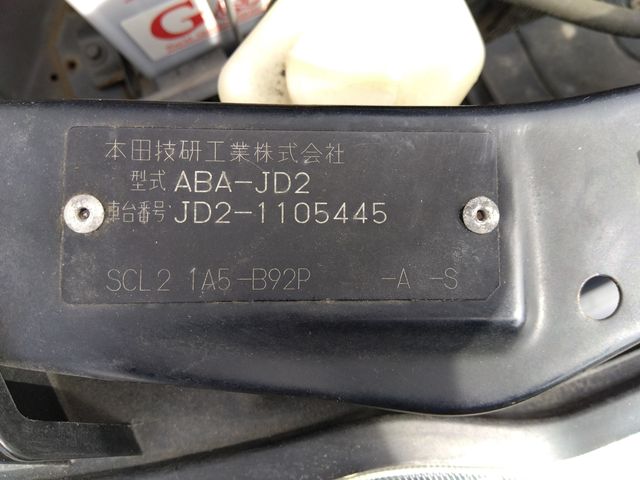 本田技研工業株式会社
型式 ABA-JD2
車台番号 JD2-1105445
SCL2 1A5-B92P -A -S